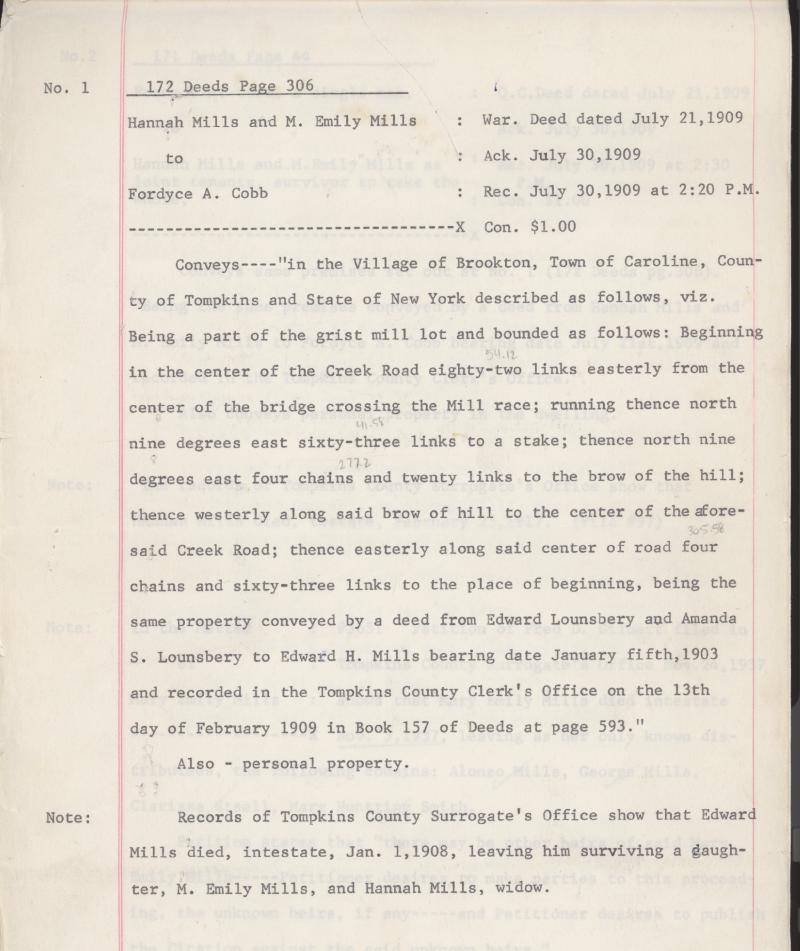 No. 1 172 Deeds Page 306
Hannah Mills and M. Emily Mills : War. Deed dated July 21,1909
to : Ack. July 30,1909
Fordyce A. Cobb : Rec. July 30,1909 at 2:20 P.M.
-----------------------------------X Con. $1.00
Conveys----"in the Village of Brookton, Town of Caroline, Coun-
ty of Tompkins and State of New York described as follows, viz.
Being a part of the grist mill lot and bounded as follows: Beginning
54.12
in the center of the Creek Road eighty-two links easterly from the
center of the bridge crossing the Mill race; running thence north
41.58
nine degrees east sixty-three links to a stake; thence north nine
277.2
degrees east four chains and twenty links to the brow of the hill;
thence westerly along said brow of hill to the center of the afore-
305.58
said Creek Road; thence easterly along said center of road four
chains and sixty-three links to the place of beginning, being the
same property conveyed by a deed from Edward Lounsbery and Amanda
S. Lounsbery to Edward H. Mills bearing date January fifth,1903
and recorded in the Tompkins County Clerk's Office on the 13th
day of February 1909 in Book 157 of Deeds at page 593."
Also - personal property.
Note: Records of Tompkins County Surrogate's Office show that Edward
Mills died, intestate, Jan. 1,1908, leaving him surviving a daugh-
ter, M. Emily Mills, and Hannah Mills, widow.